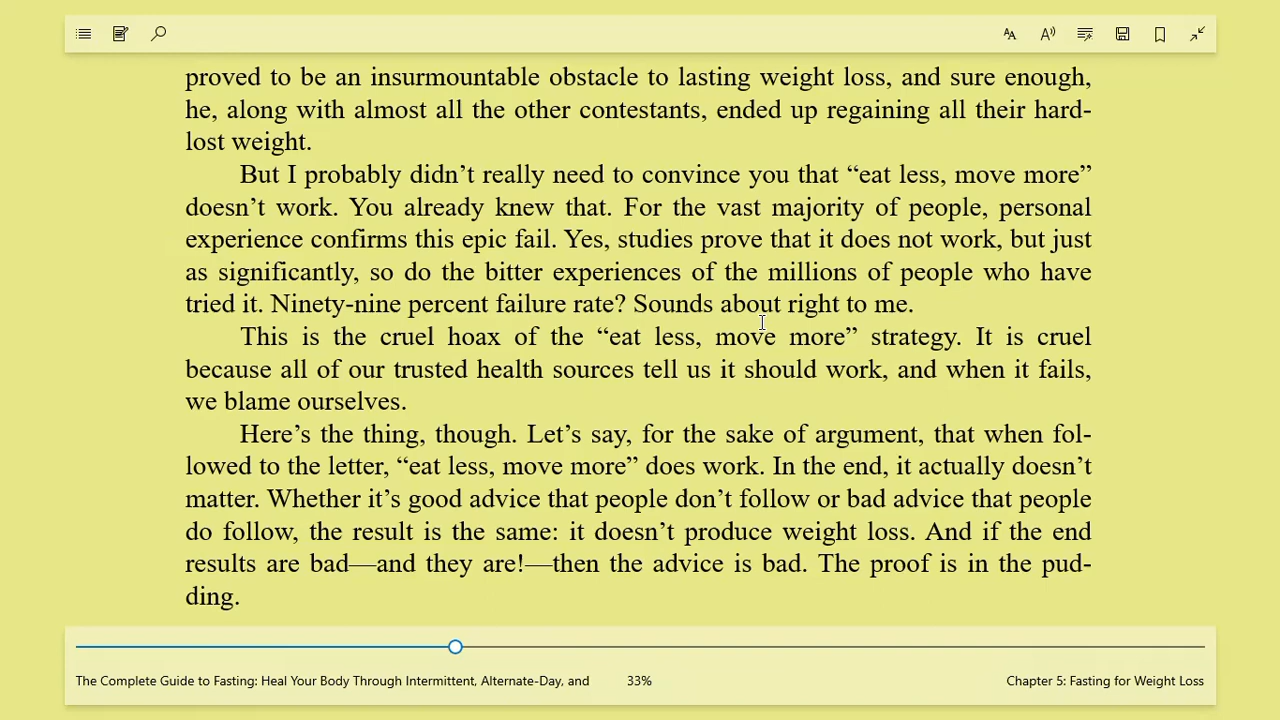 proved to be an insurmountable obstacle to lasting weight loss, and sure enough,
he, along with almost all the other contestants, ended up regaining all their hard-
lost weight.
But I probably didn’t really need to convince you that “eat less, move more”
doesn’t work. You already knew that. For the vast majority of people, personal
experience confirms this epic fail. Yes, studies prove that it does not work, but just
as significantly, so do the bitter experiences of the millions of people who have
tried it. Ninety-nine percent failure rate? Sounds about right to me.
This is the cruel hoax of the “eat less, move more” strategy. It is cruel
because all of our trusted health sources tell us it should work, and when it fails,
we blame ourselves.
Here’s the thing, though. Let’s say, for the sake of argument, that when fol-
lowed to the letter, “eat less, move more” does work. In the end, it actually doesn’t
matter. Whether it’s good advice that people don’t follow or bad advice that people
do follow, the result is the same: it doesn’t produce weight loss. And if the end
results are bad—and they are!—then the advice is bad. The proof is in the pud-
ding.
The Complete Guide to Fasting: Heal Your Body Through Intermittent, Alternate-Day, and 33% Chapter 5: Fasting for Weight Loss